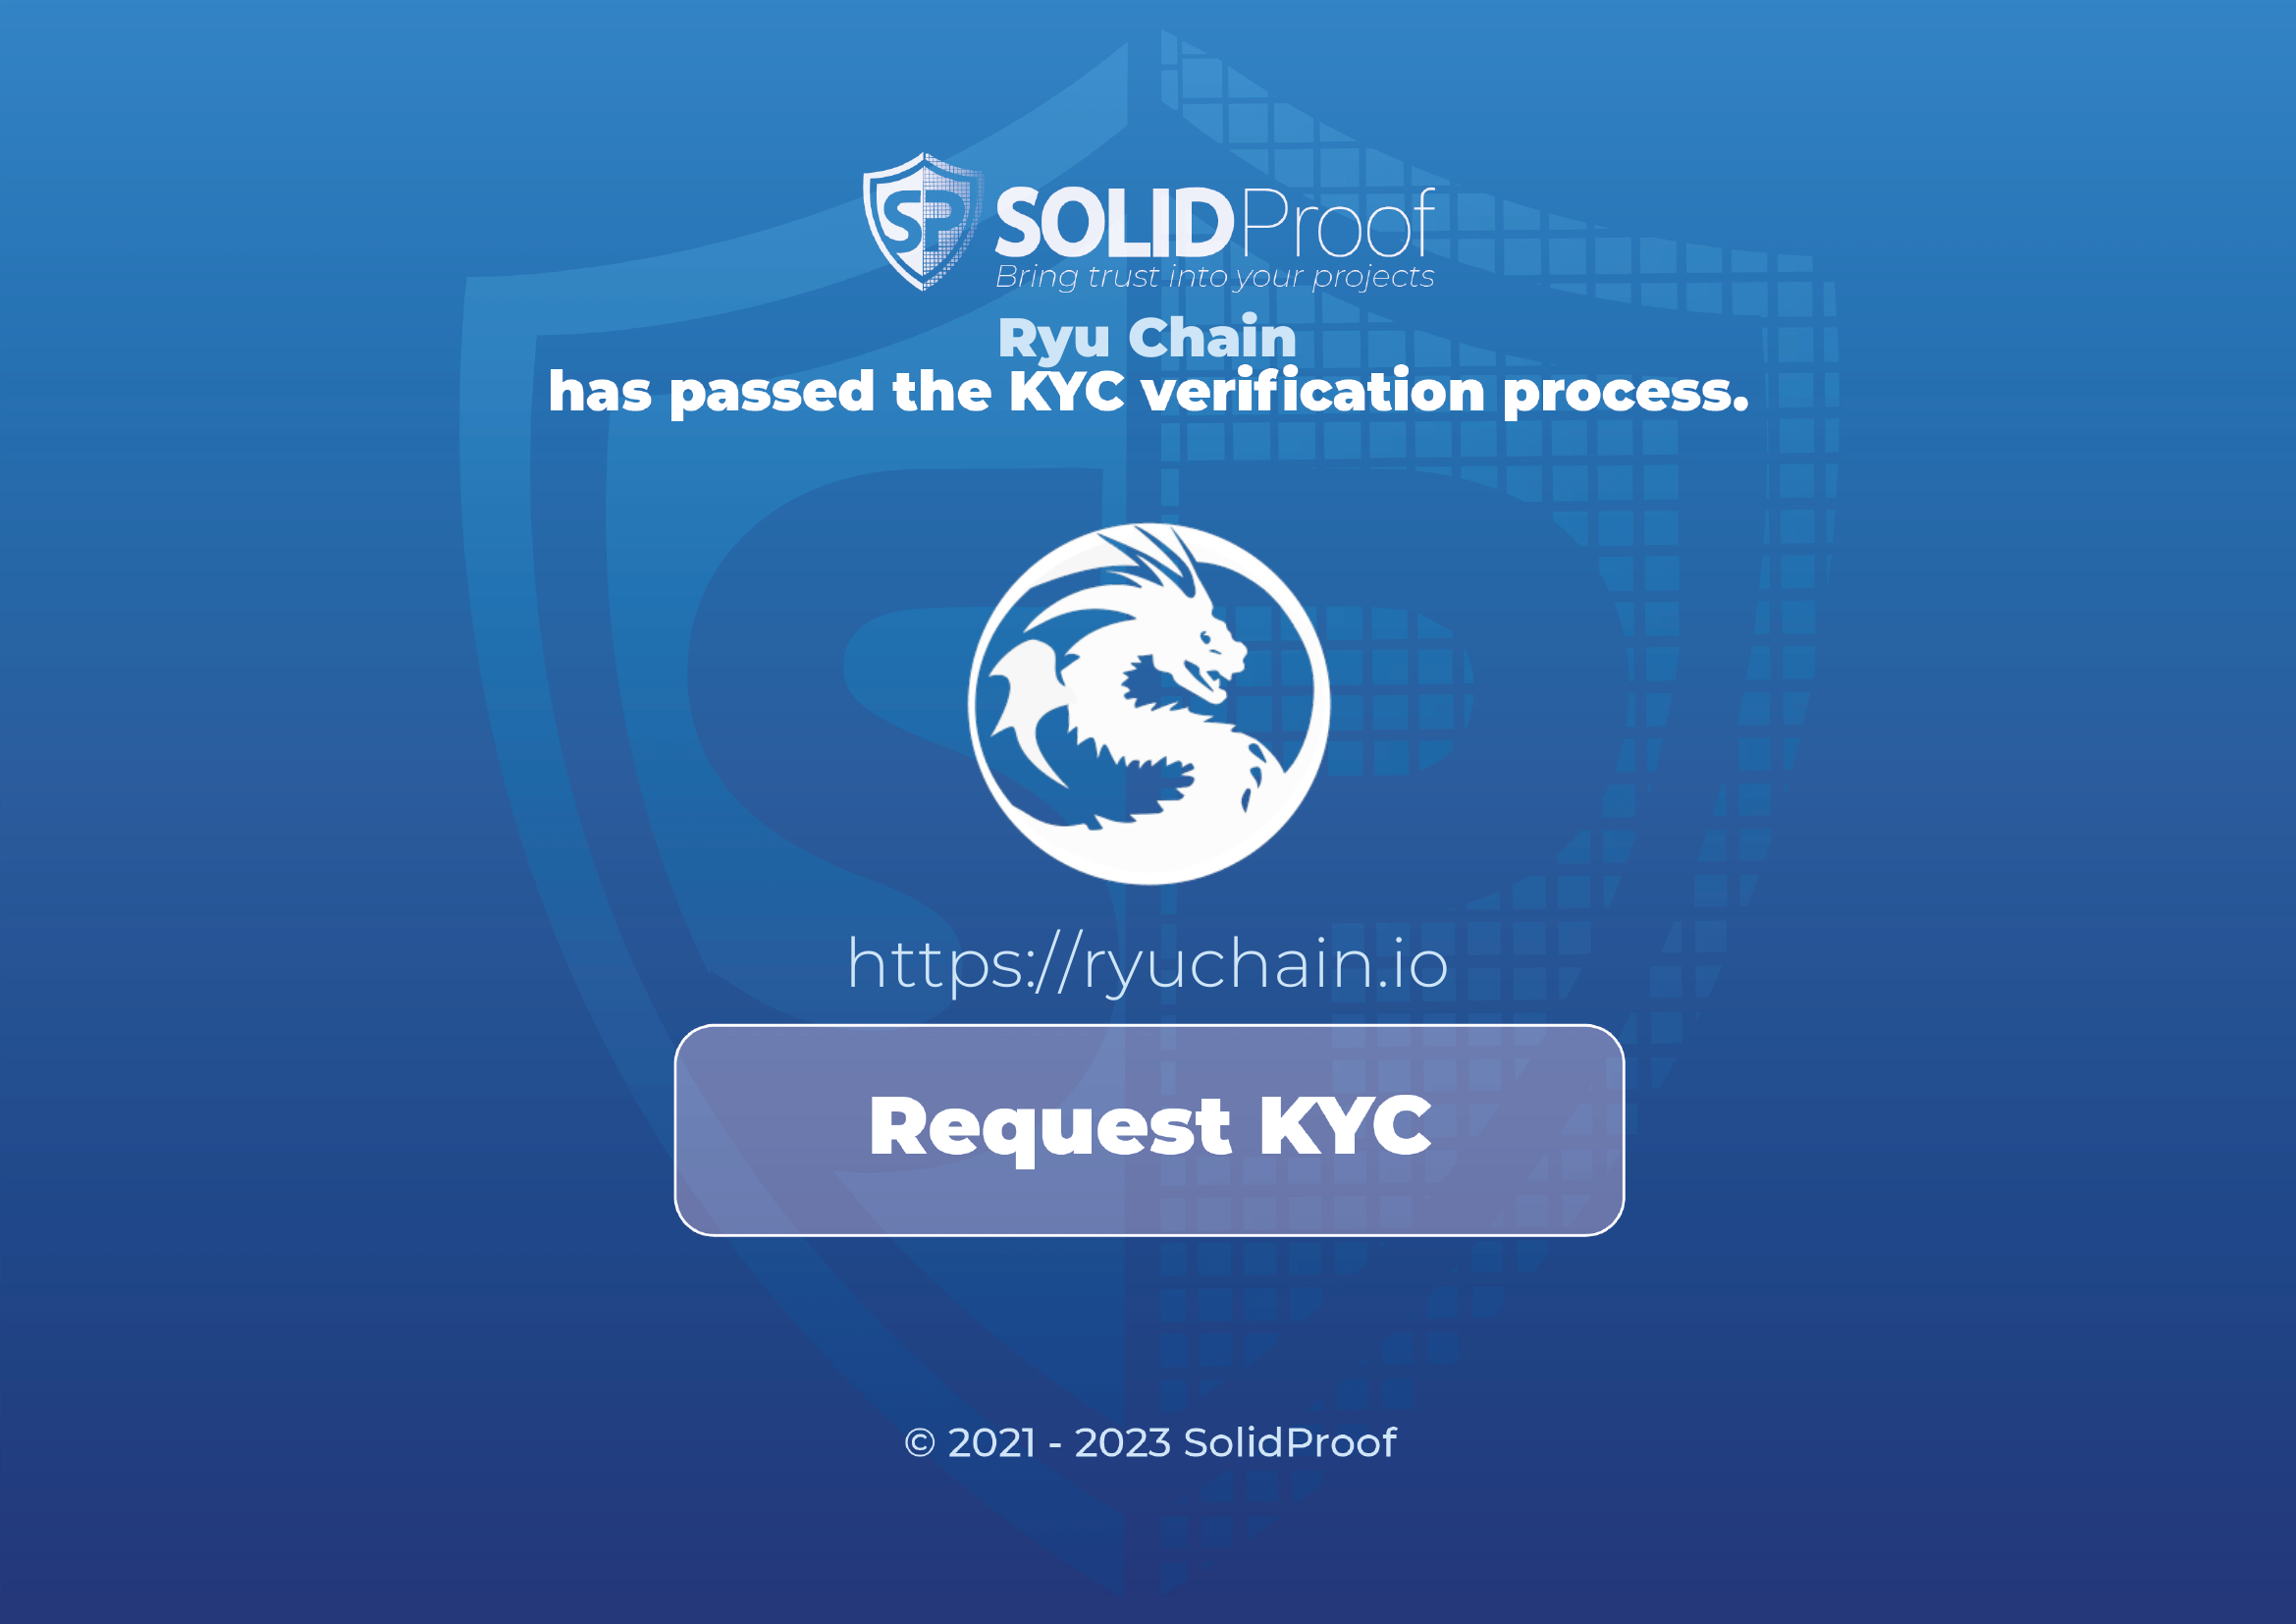 SP SOLIDProof
Bring trust into your projects
Ryu Chain
has passed the KYC verification process.
https://ryuchain.io
Request KYC
© 2021 - 2023 SolidProof